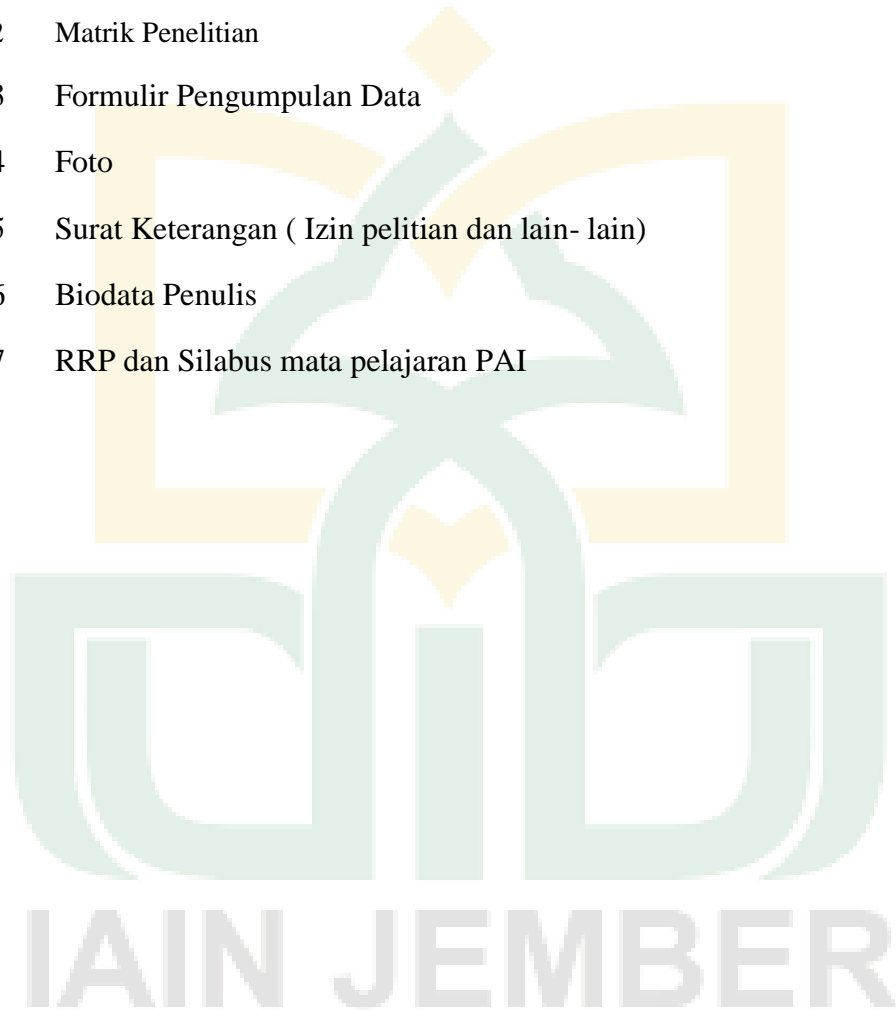 2 Matrik Penelitian
3 Formulir Pengumpulan Data
4 Foto
5 Surat Keterangan ( Izin pelitian dan lain- lain)
6 Biodata Penulis
7 RRP dan Silabus mata pelajaran PAI
IAIN JEMBER